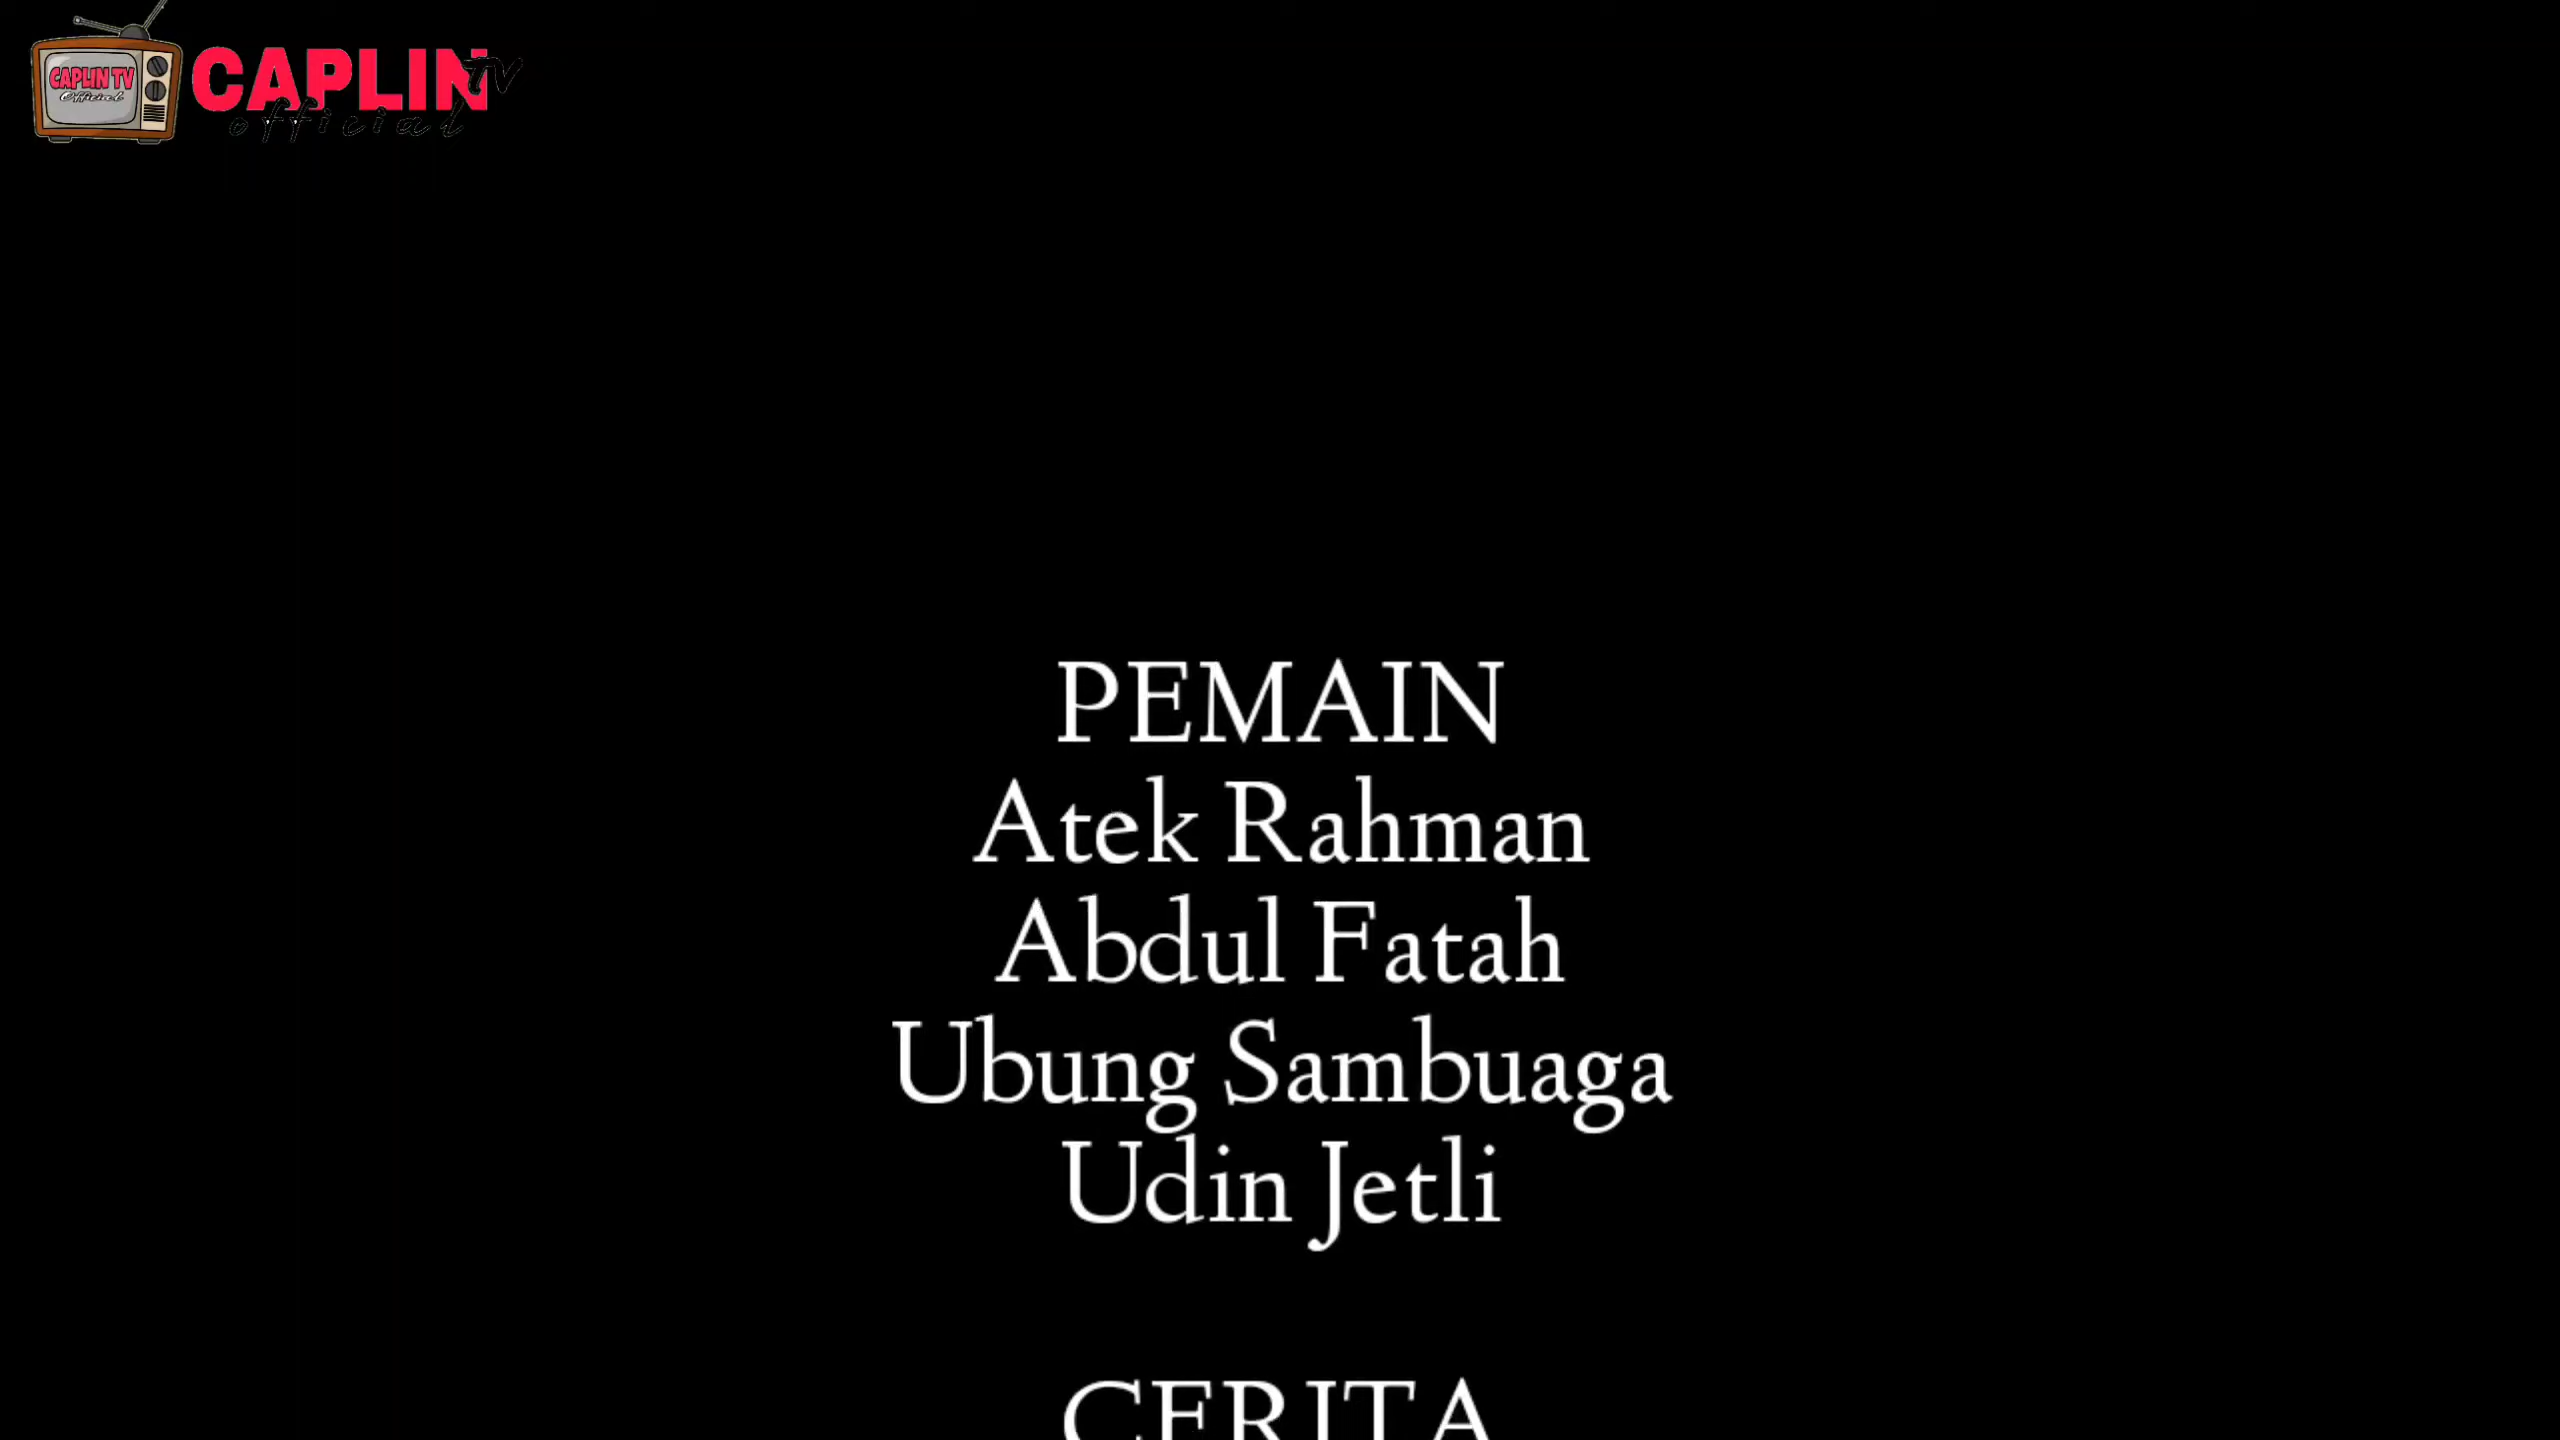 CAPLIN TV
Official
CAPLIN TV
official
PEMAIN
Atek Rahman
Abdul Fatah
Ubung Sambuaga
Udin Jetli
CERITA